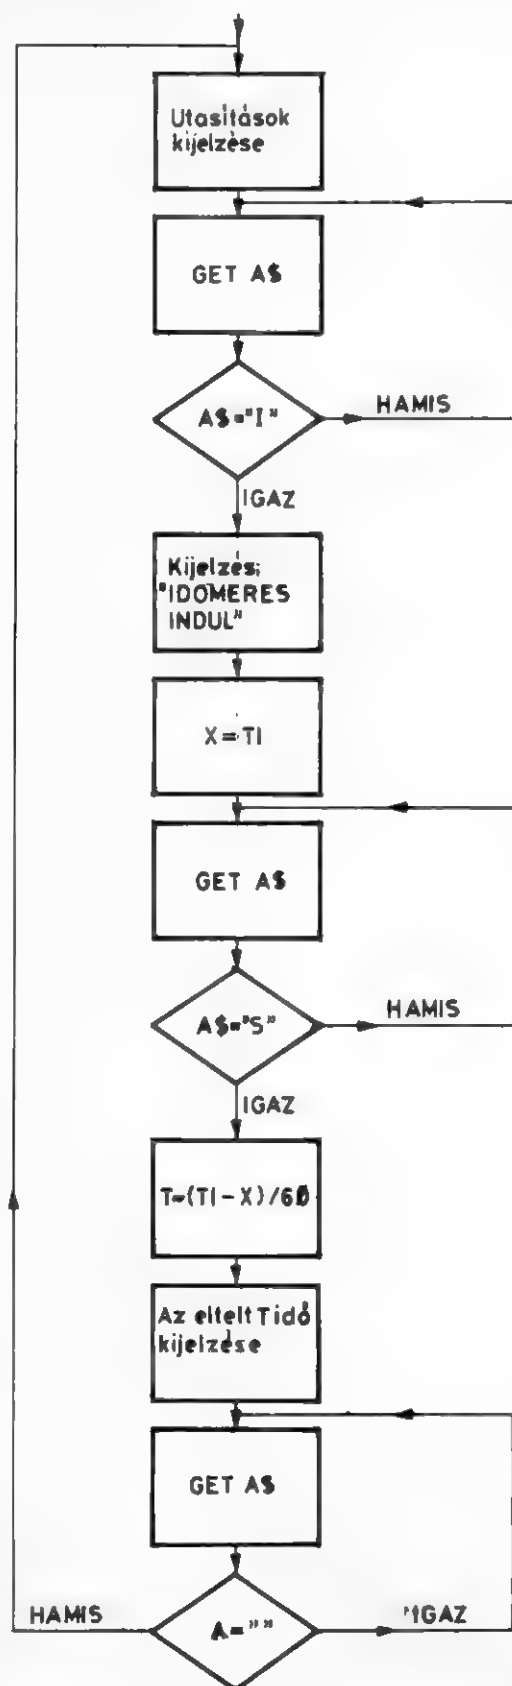 Utasítások
kijelzése
GET A$
A$="I"
HAMIS
IGAZ
Kijelzés:
"IDOMERES
INDUL"
X=TI
GET A$
A$="S"
HAMIS
IGAZ
T=(TI-X)/60
Az eltelt T idő
kijelzése
GET A$
HAMIS
A=""
IGAZ